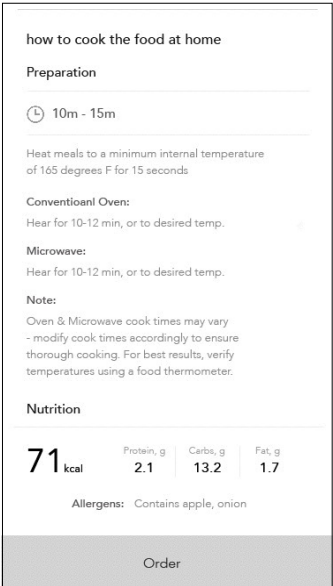 how to cook the food at home
Preparation
10m - 15m
Heat meals to a minimum internal temperature
of 165 degrees F for 15 seconds
Conventioanl Oven:
Hear for 10-12 min, or to desired temp.
Microwave:
Hear for 10-12 min, or to desired temp.
Note:
Oven & Microwave cook times may vary
- modify cook times accordingly to ensure
thorough cooking. For best results, verify
temperatures using a food thermometer.
Nutrition
71 kcal
Protein, g Carbs, g Fat, g
2.1 13.2 1.7
Allergens: Contains apple, onion
Order